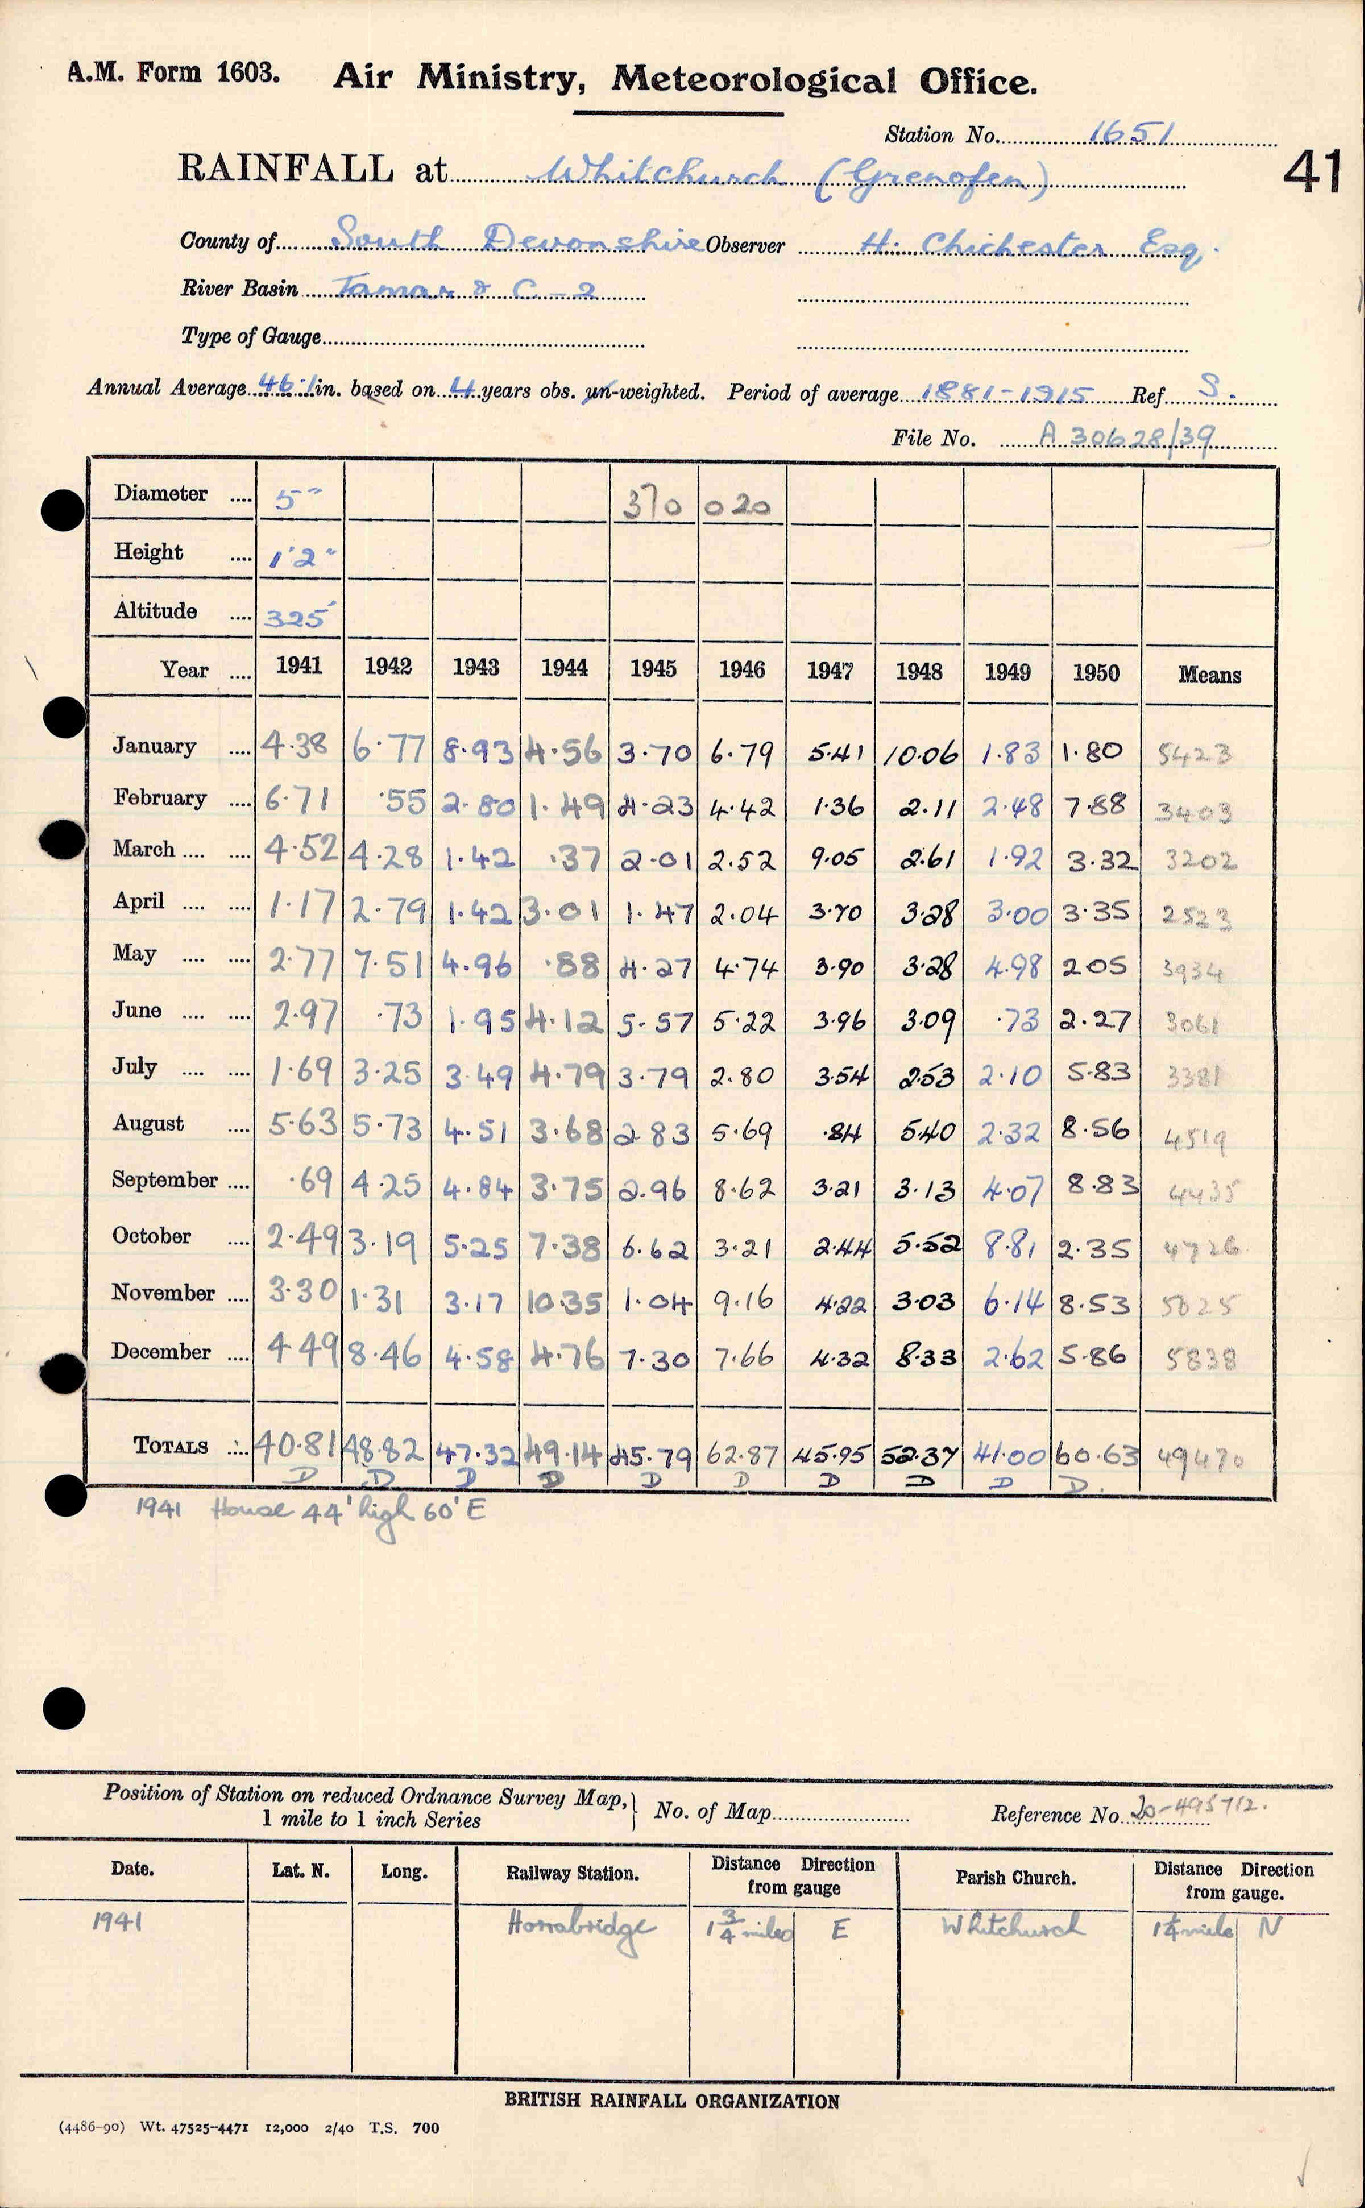 A.M. Form 1603. Air Ministry, Meteorological Office.
Station No. 1651
41
RAINFALL at Whitchurch (Grenofen)
County of South Devonshire Observer H. Chichester Esq.
River Basin Tamar & C - 2
Type of Gauge
Annual Average 46.1 in. based on 4 years obs. un-weighted. Period of average 1881-1915 Ref S.
File No. A 30628/39
Diameter .... 5" 370 020
Height .... 1'2"
Altitude .... 325'
Year .... 1941 1942 1943 1944 1945 1946 1947 1948 1949 1950 Means
January .... 4.38 6.77 8.93 4.56 3.70 6.79 5.41 10.06 1.83 1.80 5423
February .... 6.71 .55 2.80 1.49 4.23 4.42 1.36 2.11 2.48 7.88 3403
March .... .... 4.52 4.28 1.42 .37 2.01 2.52 9.05 2.61 1.92 3.32 3202
April .... .... 1.17 2.79 1.42 3.01 1.47 2.04 3.70 3.28 3.00 3.35 2523
May .... .... 2.77 7.51 4.96 .88 4.27 4.74 3.90 3.28 4.98 2.05 3934
June .... .... 2.97 .73 1.95 4.12 5.57 5.22 3.96 3.09 .73 2.27 3061
July .... .... 1.69 3.25 3.49 4.79 3.79 2.80 3.54 2.53 2.10 5.83 3381
August .... 5.63 5.73 4.51 3.68 2.83 5.69 .84 5.40 2.32 8.56 4519
September .... .69 4.25 4.84 3.75 2.96 8.62 3.21 3.13 4.07 8.83 4435
October .... 2.49 3.19 5.25 7.38 6.62 3.21 2.44 5.52 8.81 2.35 4726
November .... 3.30 1.31 3.17 10.35 1.04 9.16 4.22 3.03 6.14 8.53 5025
December .... 4.49 8.46 4.58 4.76 7.30 7.66 4.32 8.33 2.62 5.86 5838
TOTALS .... 40.81 48.82 47.32 49.14 45.79 62.87 45.95 52.37 41.00 60.63 49470
D D D D D D D D D D.
1941 House 44' high 60' E
Position of Station on reduced Ordnance Survey Map, 1 mile to 1 inch Series } No. of Map Reference No. 20-495712.
Date. Lat. N. Long. Railway Station. Distance Direction from gauge Parish Church. Distance Direction from gauge.
1941 Horrabridge 1 3/4 miles E Whitchurch 1 1/4 miles N
BRITISH RAINFALL ORGANIZATION
(4486-90) Wt. 47525-4471 12,000 2/40 T.S. 700